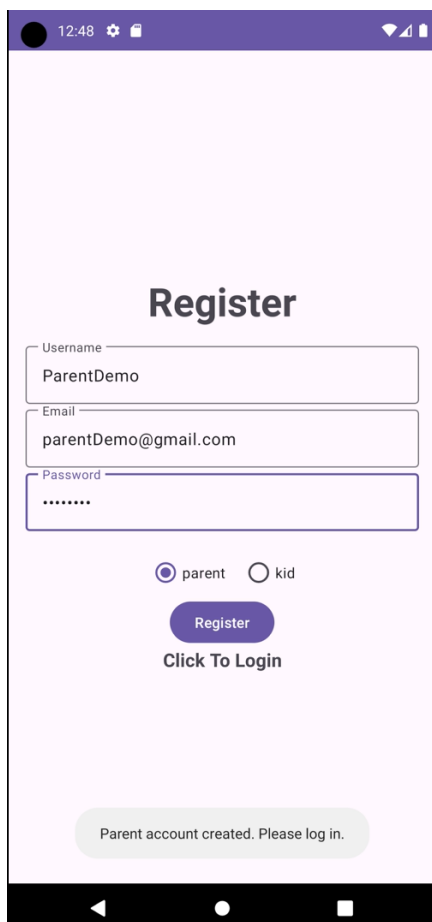 12:48
Register
Username
ParentDemo
Email
parentDemo@gmail.com
Password
••••••••
parent kid
Register
Click To Login
Parent account created. Please log in.